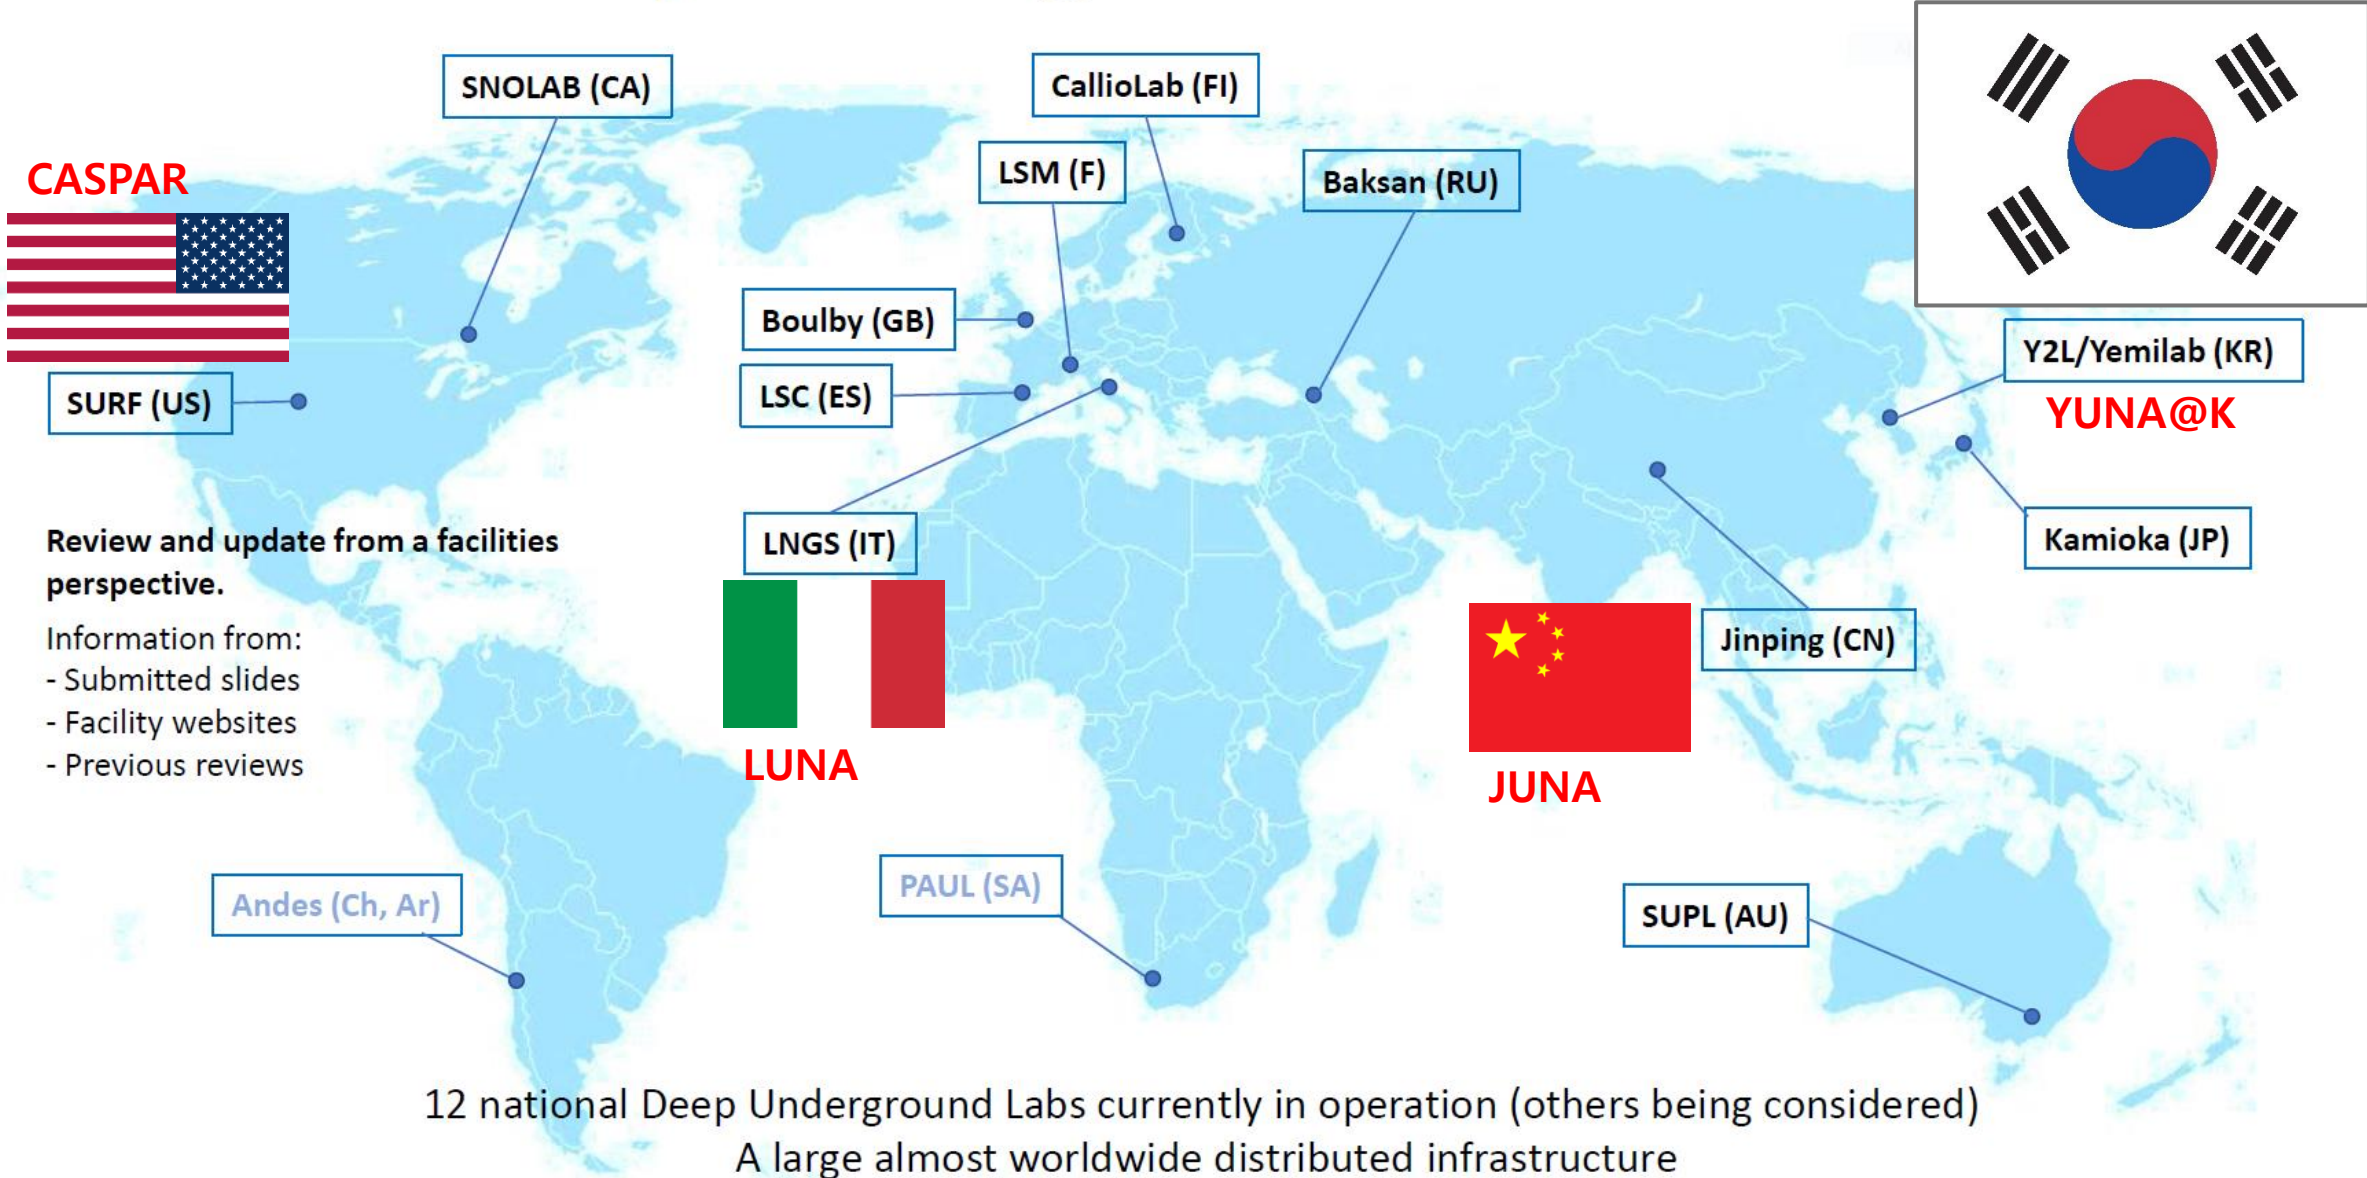 SNOLAB (CA)
CallioLab (FI)
LSM (F)
Baksan (RU)
CASPAR
Boulby (GB)
Y2L/Yemilab (KR)
YUNA@K
SURF (US)
LSC (ES)
LNGS (IT)
Kamioka (JP)
Review and update from a facilities
perspective.
Information from:
- Submitted slides
- Facility websites
- Previous reviews
Jinping (CN)
LUNA
JUNA
Andes (Ch, Ar)
PAUL (SA)
SUPL (AU)
12 national Deep Underground Labs currently in operation (others being considered)
A large almost worldwide distributed infrastructure